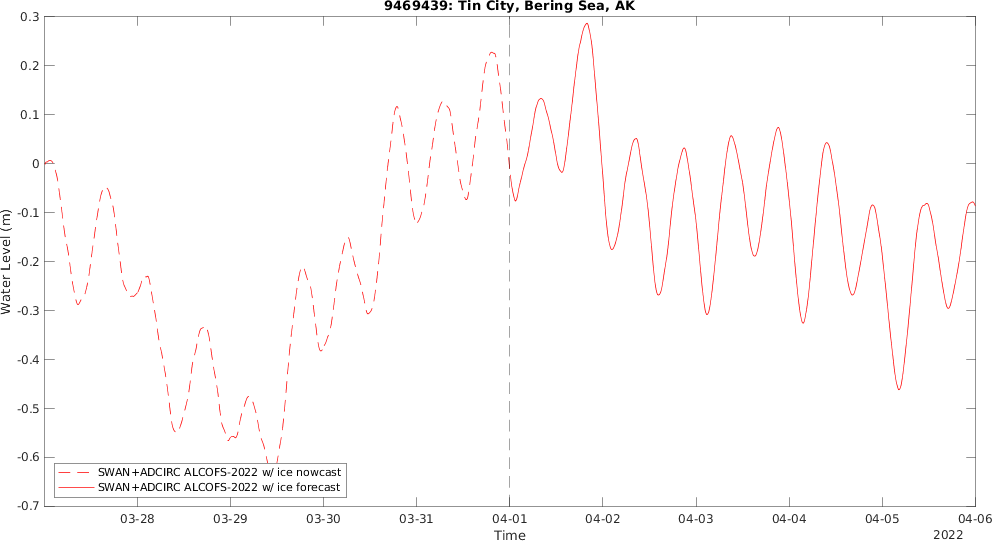 9469439: Tin City, Bering Sea, AK
Water Level (m)
0.3
0.2
0.1
0
-0.1
-0.2
-0.3
-0.4
-0.5
-0.6
-0.7
SWAN+ADCIRC ALCOFS-2022 w/ ice nowcast
SWAN+ADCIRC ALCOFS-2022 w/ ice forecast
03-28 03-29 03-30 03-31 04-01 04-02 04-03 04-04 04-05 04-06
Time
2022